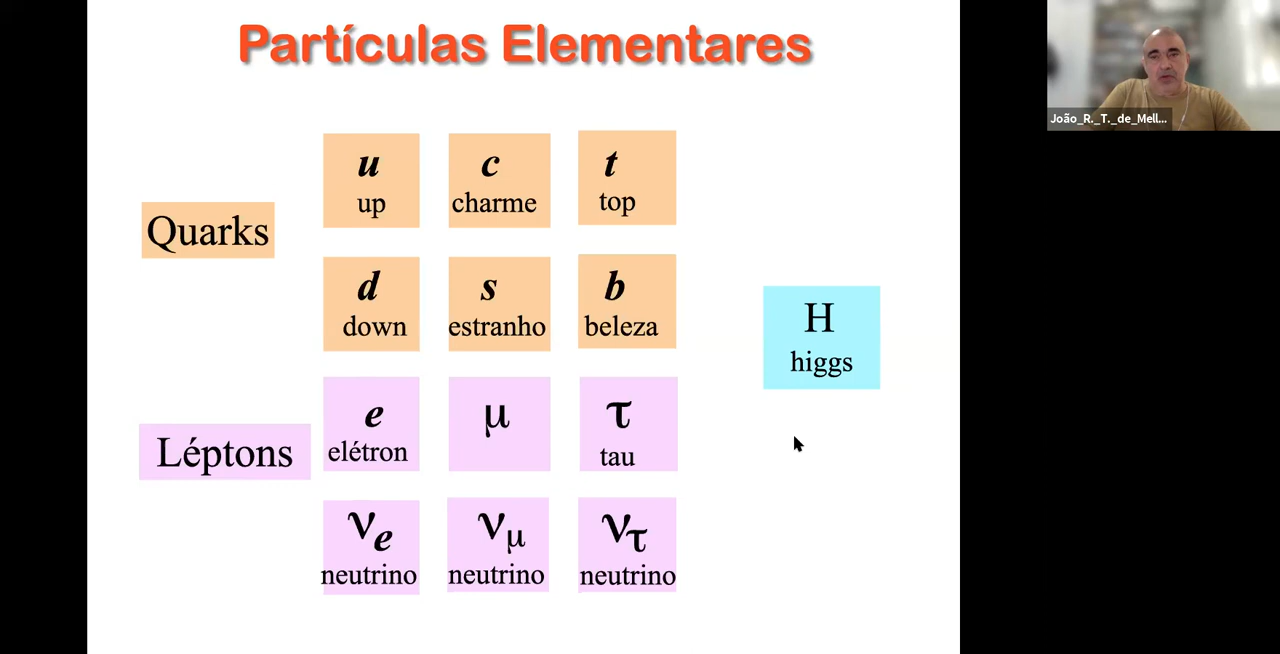 Partículas Elementares
João_R._T._de_Mell...
u c t
up charme top
Quarks
d s b
down estranho beleza
H
higgs
e μ τ
elétron tau
Léptons
νe νμ ντ
neutrino neutrino neutrino